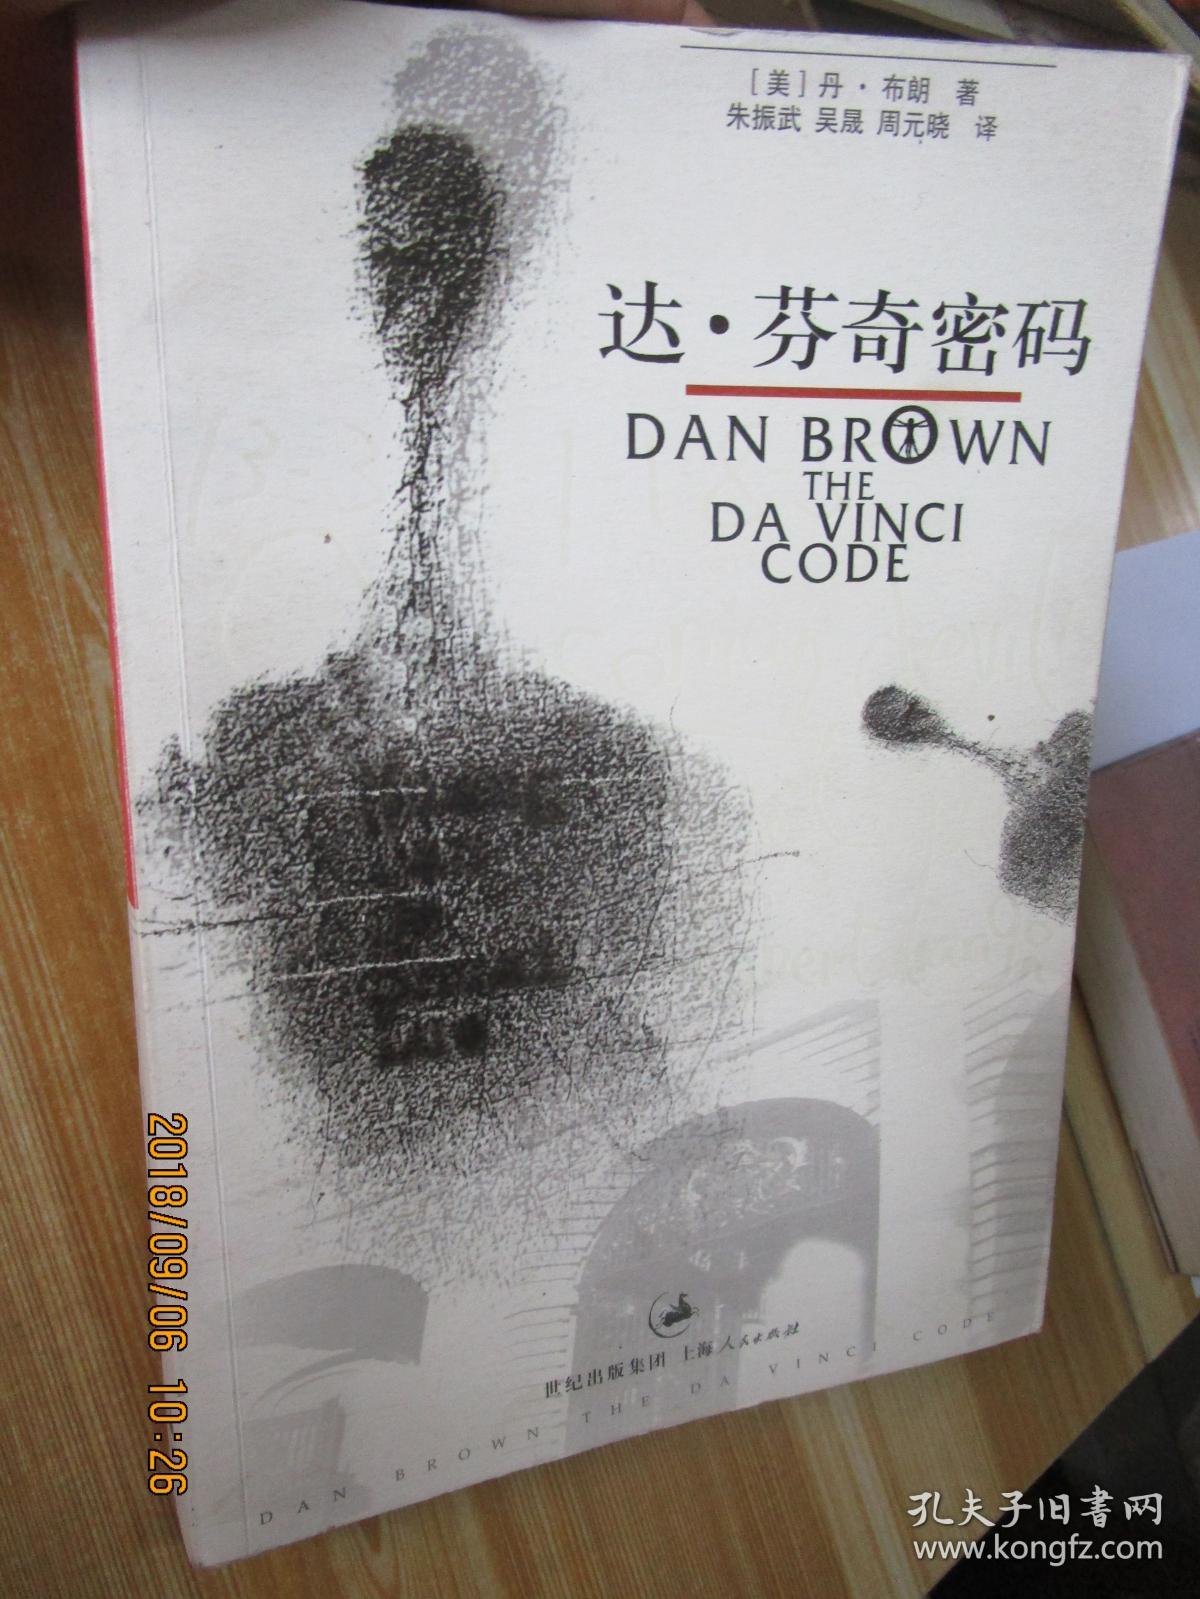 [美] 丹·布朗 著
朱振武 吴晟 周元晓 译
达·芬奇密码
DAN BROWN
THE
DA VINCI
CODE
世纪出版集团 上海人民出版社
DAN BROWN THE DA VINCI CODE
2018/09/06 10:26
孔夫子旧书网
www.kongfz.com